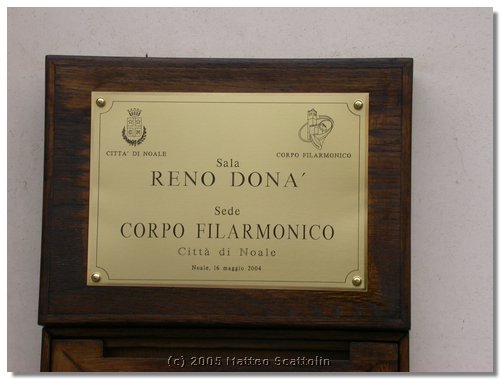 CITTA' DI NOALE
CORPO FILARMONICO
Sala
RENO DONA´
Sede
CORPO FILARMONICO
Città di Noale
Noale, 16 maggio 2004
(c) 2005 Matteo Scattolin